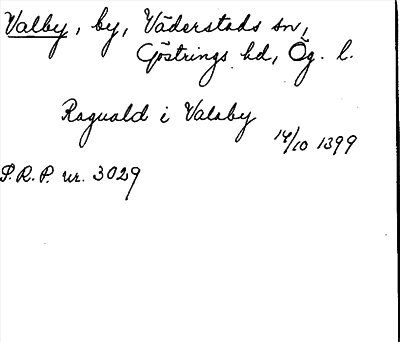 Valby, by, Väderstads sn,
Göstrings hd, Ög. l.
Raguald i Valaby
14/10 1399
S.R.P. nr. 3029